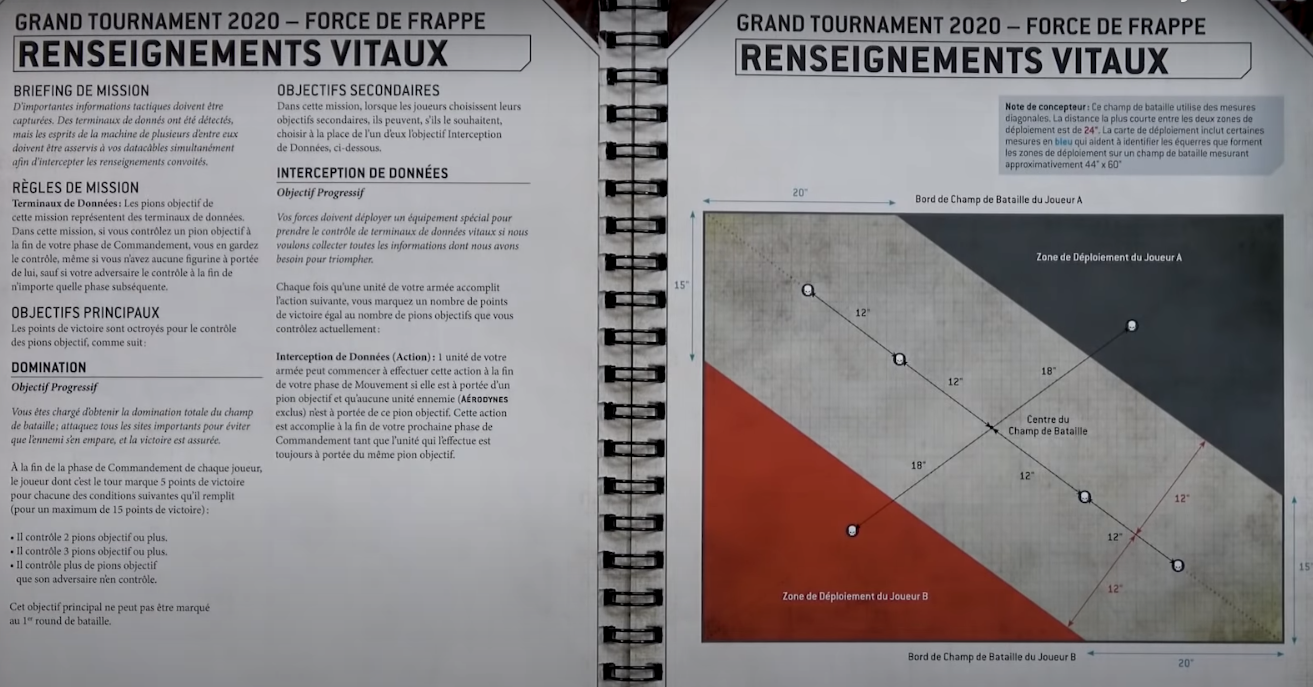 GRAND TOURNAMENT 2020 – FORCE DE FRAPPE
RENSEIGNEMENTS VITAUX
BRIEFING DE MISSION
D'importantes informations tactiques doivent être
capturées. Des terminaux de donnés ont été détectés,
mais les esprits de la machine de plusieurs d'entre eux
doivent être asservis à vos datacâbles simultanément
afin d'intercepter les renseignements convoités.
RÈGLES DE MISSION
Terminaux de Données : Les pions objectif de
cette mission représentent des terminaux de données.
Dans cette mission, si vous contrôlez un pion objectif à
la fin de votre phase de Commandement, vous en gardez
le contrôle, même si vous n'avez aucune figurine à portée
de lui, sauf si votre adversaire le contrôle à la fin de
n'importe quelle phase subséquente.
OBJECTIFS PRINCIPAUX
Les points de victoire sont octroyés pour le contrôle
des pions objectif, comme suit :
DOMINATION
Objectif Progressif
Vous êtes chargé d'obtenir la domination totale du champ
de bataille ; attaquez tous les sites importants pour éviter
que l'ennemi s'en empare, et la victoire est assurée.
À la fin de la phase de Commandement de chaque joueur,
le joueur dont c'est le tour marque 5 points de victoire
pour chacune des conditions suivantes qu'il remplit
(pour un maximum de 15 points de victoire) :
• Il contrôle 2 pions objectif ou plus.
• Il contrôle 3 pions objectif ou plus.
• Il contrôle plus de pions objectif
que son adversaire n'en contrôle.
Cet objectif principal ne peut pas être marqué
au 1er round de bataille.
OBJECTIFS SECONDAIRES
Dans cette mission, lorsque les joueurs choisissent leurs
objectifs secondaires, ils peuvent, s'ils le souhaitent,
choisir à la place de l'un d'eux l'objectif Interception
de Données, ci-dessous.
INTERCEPTION DE DONNÉES
Objectif Progressif
Vos forces doivent déployer un équipement spécial pour
prendre le contrôle de terminaux de données vitaux si nous
voulons collecter toutes les informations dont nous avons
besoin pour triompher.
Chaque fois qu'une unité de votre armée accomplit
l'action suivante, vous marquez un nombre de points
de victoire égal au nombre de pions objectifs que vous
contrôlez actuellement :
Interception de Données (Action) : 1 unité de votre
armée peut commencer à effectuer cette action à la fin
de votre phase de Mouvement si elle est à portée d'un
pion objectif et qu'aucune unité ennemie (AÉRODYNES
exclus) n'est à portée de ce pion objectif. Cette action
est accomplie à la fin de votre prochaine phase de
Commandement tant que l'unité qui l'effectue est
toujours à portée du même pion objectif.
GRAND TOURNAMENT 2020 – FORCE DE FRAPPE
RENSEIGNEMENTS VITAUX
Note de concepteur : Ce champ de bataille utilise des mesures
diagonales. La distance la plus courte entre les deux zones de
déploiement est de 24". La carte de déploiement inclut certaines
mesures en bleu qui aident à identifier les équerres que forment
les zones de déploiement sur un champ de bataille mesurant
approximativement 44" x 60"
20"
Bord de Champ de Bataille du Joueur A
Zone de Déploiement du Joueur A
15"
12"
12"
18"
Centre du
Champ de Bataille
18"
12"
12"
12"
12"
15"
Zone de Déploiement du Joueur B
Bord de Champ de Bataille du Joueur B
20"